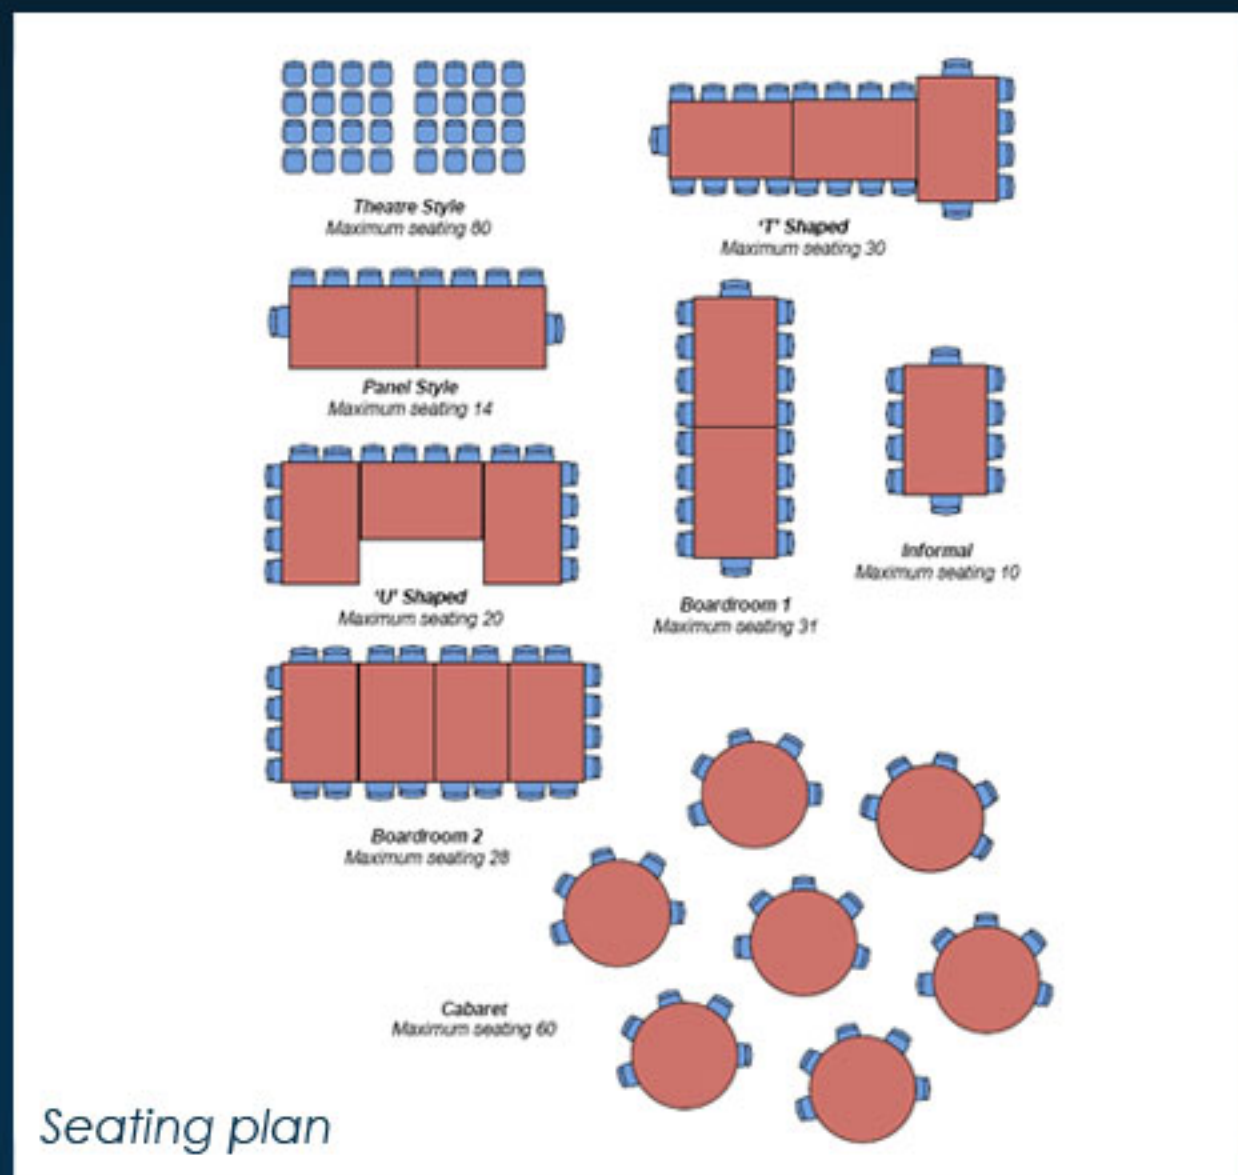 Theatre Style
Maximum seating 80
'T' Shaped
Maximum seating 30
Panel Style
Maximum seating 14
Informal
Maximum seating 10
'U' Shaped
Maximum seating 20
Boardroom 1
Maximum seating 31
Boardroom 2
Maximum seating 28
Cabaret
Maximum seating 60
Seating plan